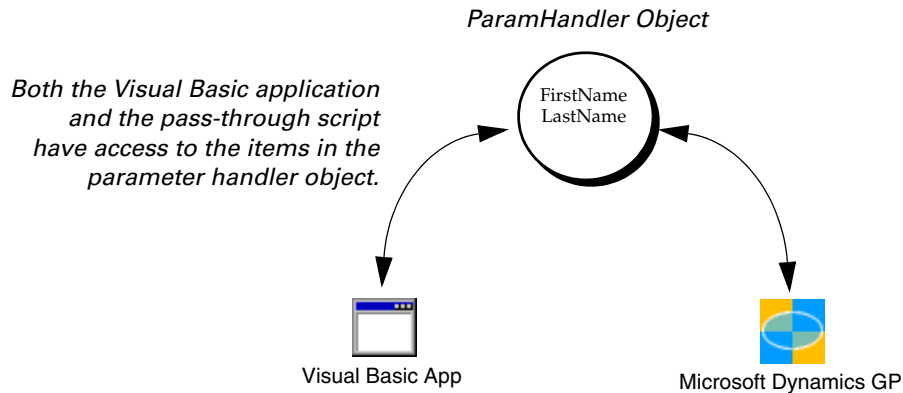 ParamHandler Object
Both the Visual Basic application
and the pass-through script
have access to the items in the
parameter handler object.
FirstName
LastName
Visual Basic App
Microsoft Dynamics GP